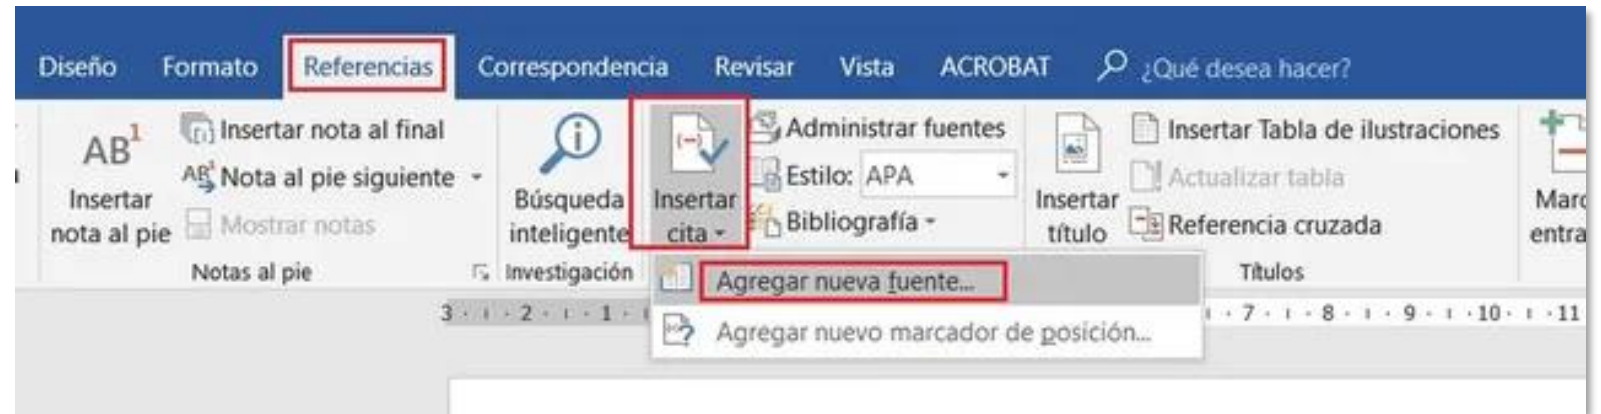 Diseño Formato Referencias Correspondencia Revisar Vista ACROBAT ¿Qué desea hacer?
AB1
Insertar
nota al pie
Insertar nota al final
AB1 Nota al pie siguiente
Mostrar notas
Notas al pie
Búsqueda
inteligente
Investigación
Insertar
cita
Administrar fuentes
Estilo: APA
Bibliografía
Insertar
título
Insertar Tabla de ilustraciones
Actualizar tabla
Referencia cruzada
Títulos
Marc
entra
Agregar nueva fuente...
Agregar nuevo marcador de posición...
3 · 2 · 1 · 7 · 8 · 9 · 10 · 11